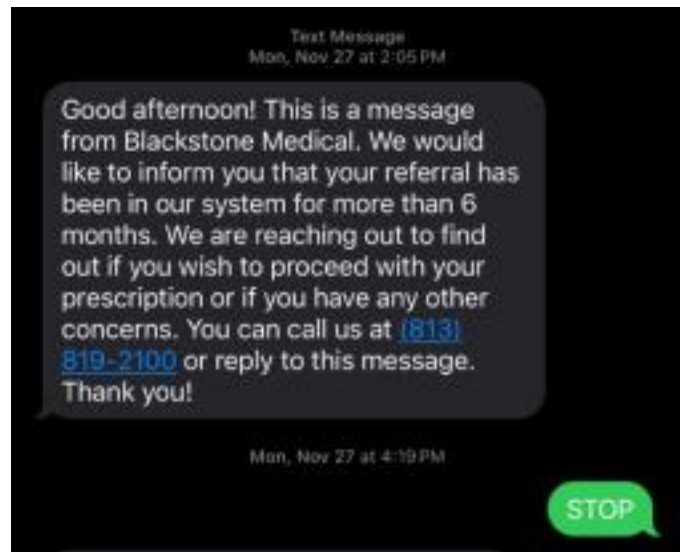 Text Message
Mon, Nov 27 at 2:05 PM
Good afternoon! This is a message
from Blackstone Medical. We would
like to inform you that your referral has
been in our system for more than 6
months. We are reaching out to find
out if you wish to proceed with your
prescription or if you have any other
concerns. You can call us at (813)
819-2100 or reply to this message.
Thank you!
Mon, Nov 27 at 4:19 PM
STOP